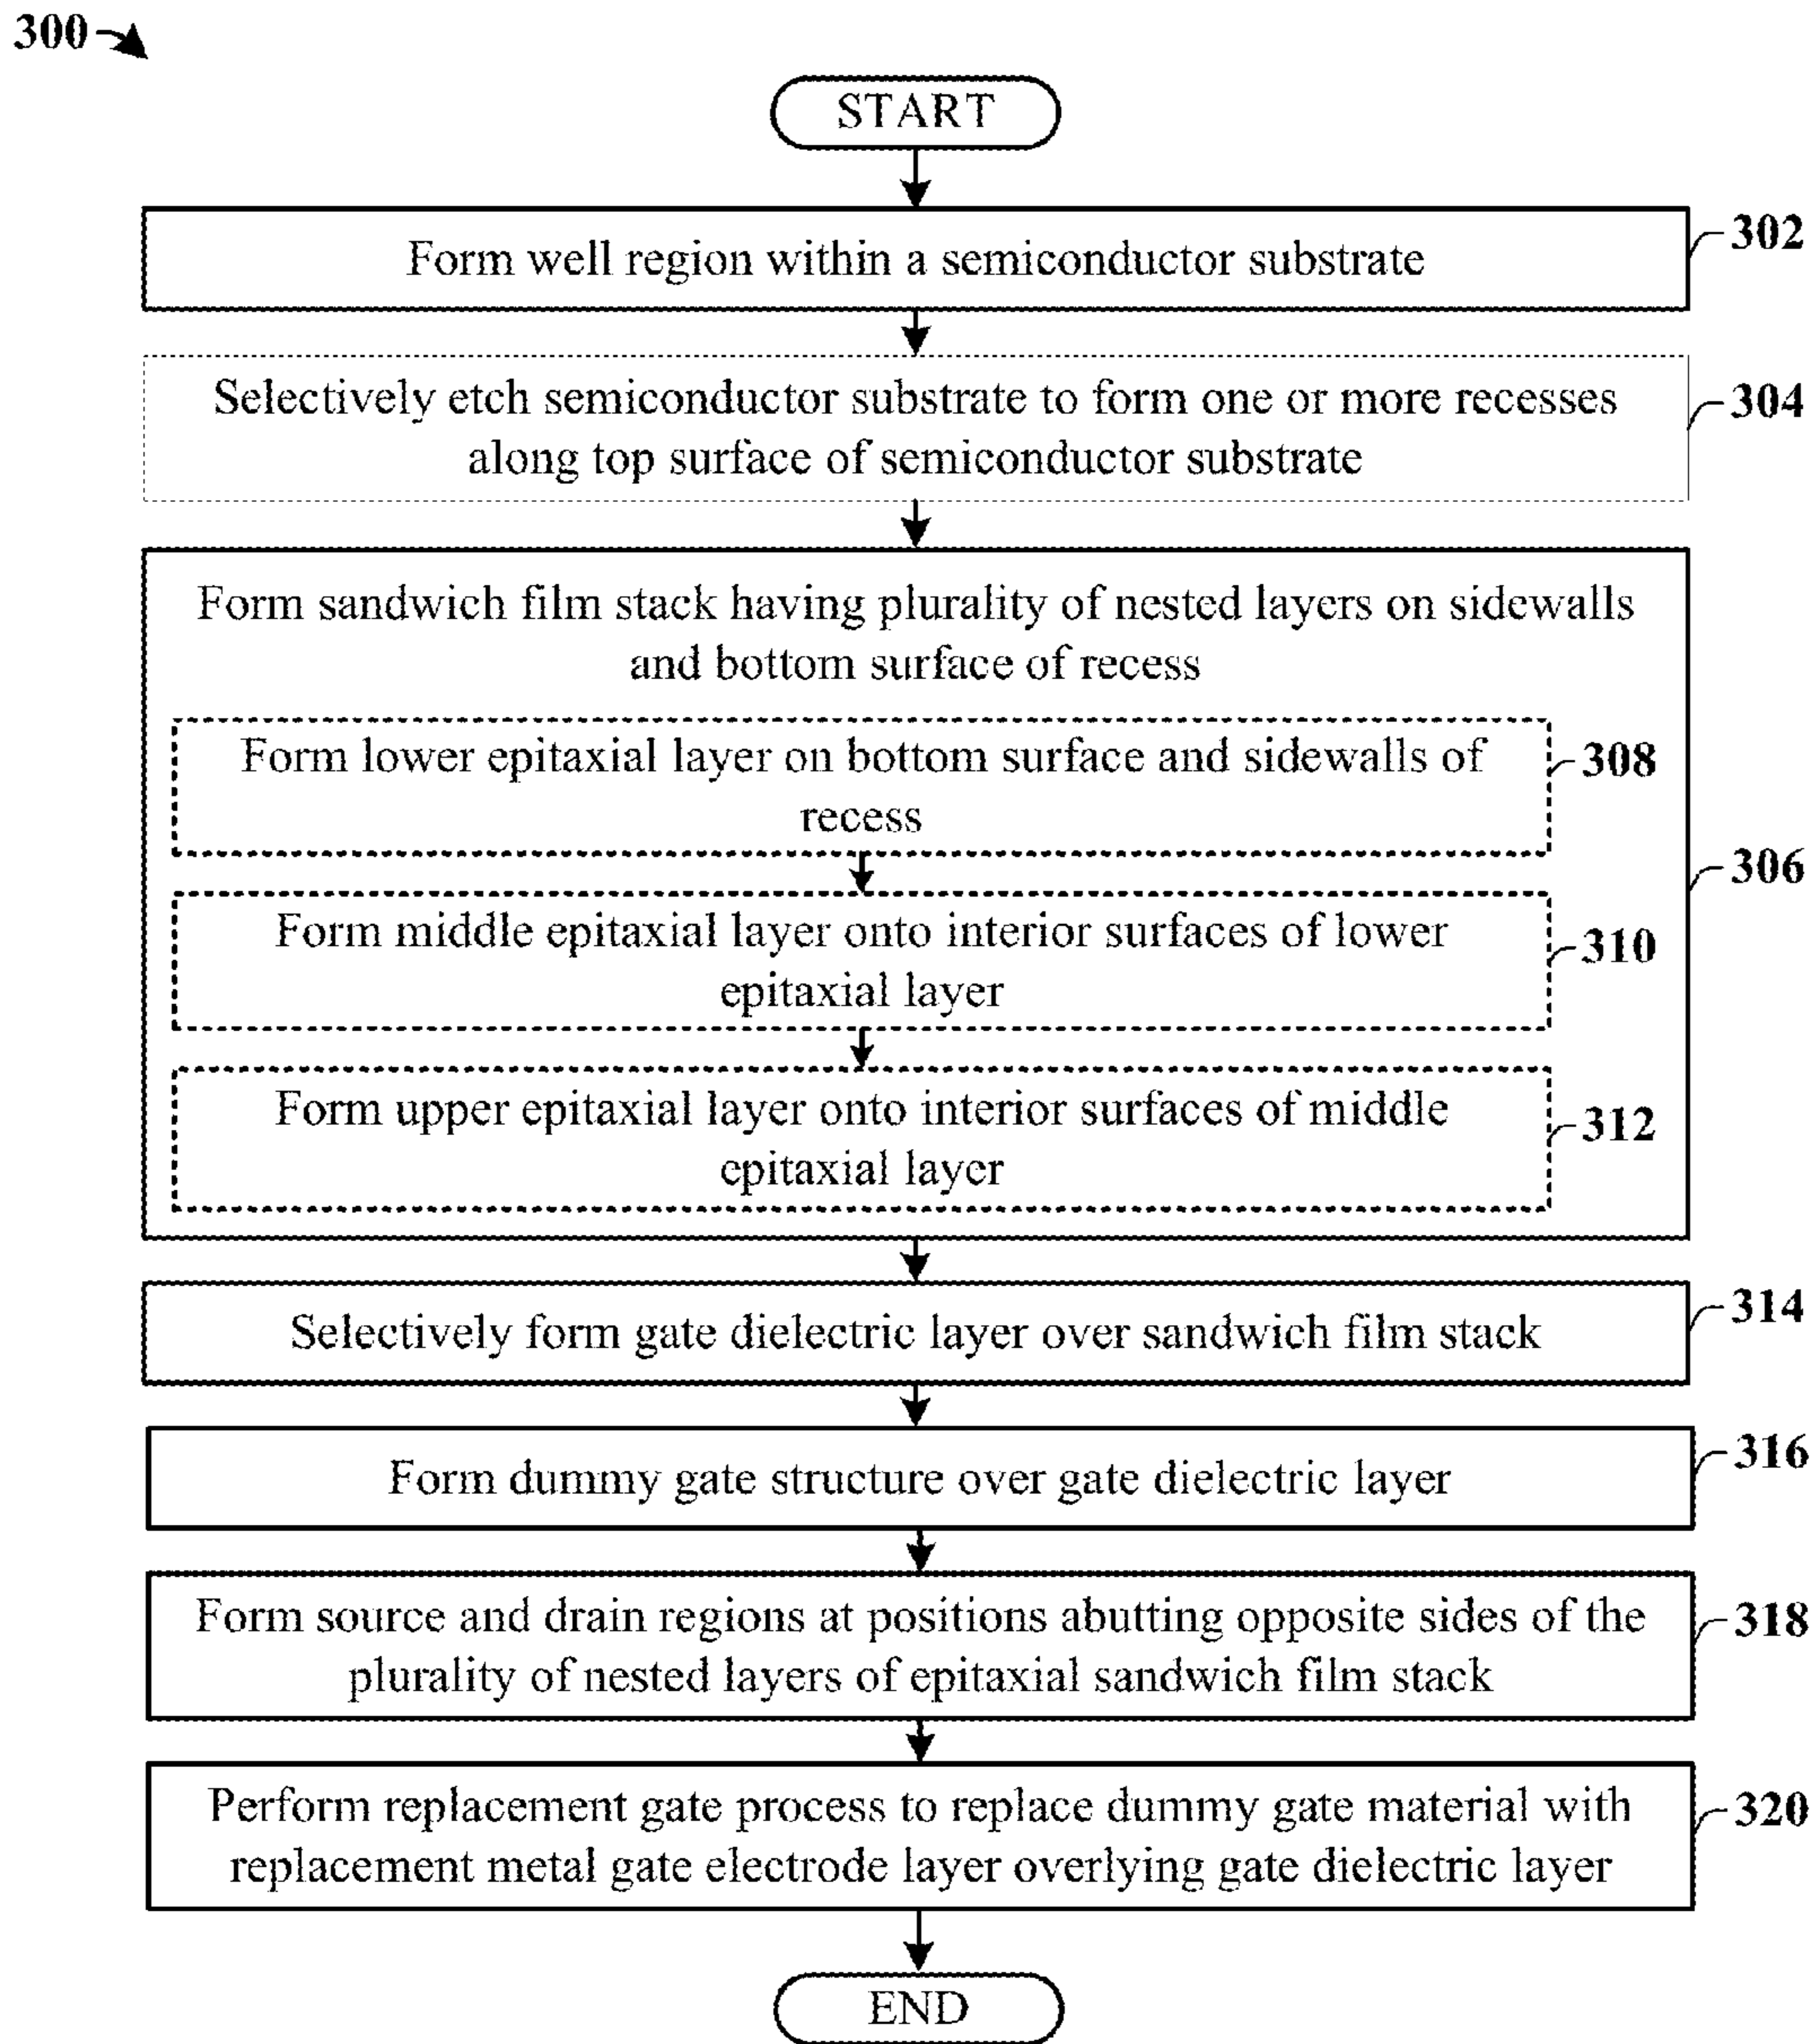 300
START
Form well region within a semiconductor substrate
302
Selectively etch semiconductor substrate to form one or more recesses
along top surface of semiconductor substrate
304
Form sandwich film stack having plurality of nested layers on sidewalls
and bottom surface of recess
306
Form lower epitaxial layer on bottom surface and sidewalls of
recess
308
Form middle epitaxial layer onto interior surfaces of lower
epitaxial layer
310
Form upper epitaxial layer onto interior surfaces of middle
epitaxial layer
312
Selectively form gate dielectric layer over sandwich film stack
314
Form dummy gate structure over gate dielectric layer
316
Form source and drain regions at positions abutting opposite sides of the
plurality of nested layers of epitaxial sandwich film stack
318
Perform replacement gate process to replace dummy gate material with
replacement metal gate electrode layer overlying gate dielectric layer
320
END